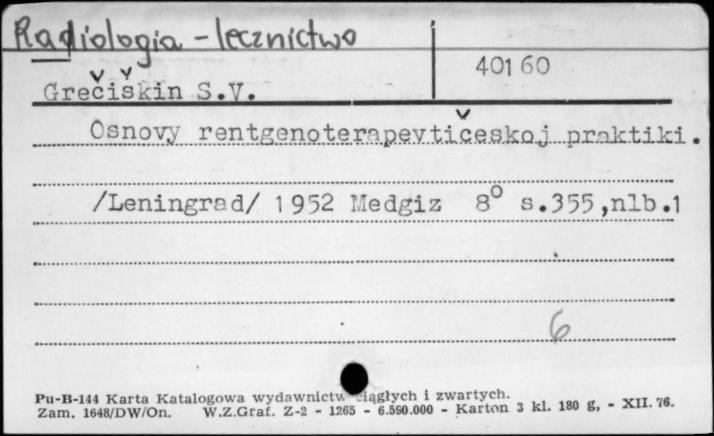 Radiologia - lecznictwo
40160
Grečiškin S.V.
Osnovy rentgenoterapevtičeskoj praktiki.
/Leningrad/ 1952 Medgiz 8° s.355,nlb.1
6
Pu-B-144 Karta Katalogowa wydawnictw ciągłych i zwartych.
Zam. 1648/DW/On. W.Z.Graf. Z-2 - 1265 - 6.590.000 - Karton 3 kl. 180 g, - XII. 76.